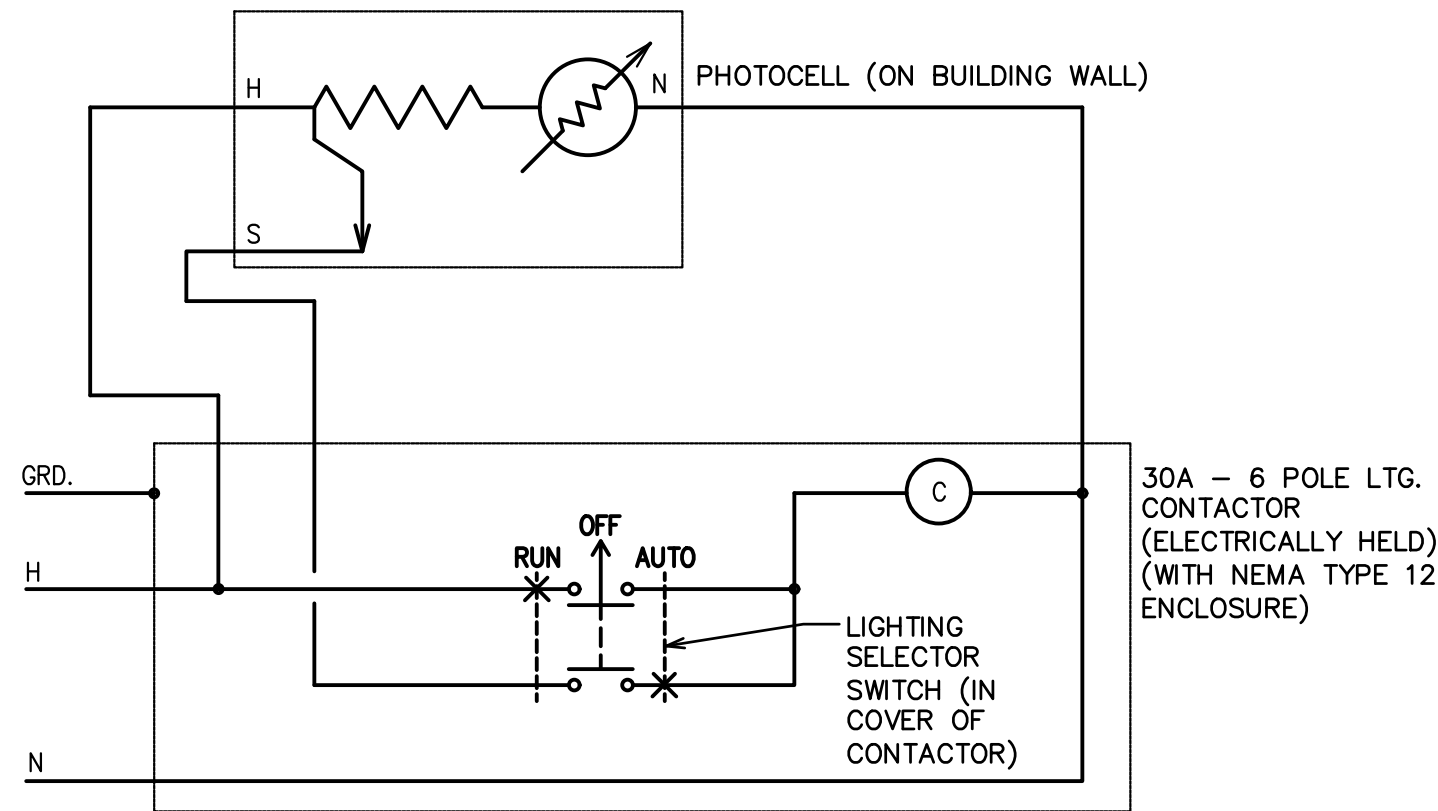 H
N
PHOTOCELL (ON BUILDING WALL)
S
GRD.
C
30A – 6 POLE LTG.
CONTACTOR
(ELECTRICALLY HELD)
(WITH NEMA TYPE 12
ENCLOSURE)
OFF
RUN
AUTO
H
LIGHTING
SELECTOR
SWITCH (IN
COVER OF
CONTACTOR)
N